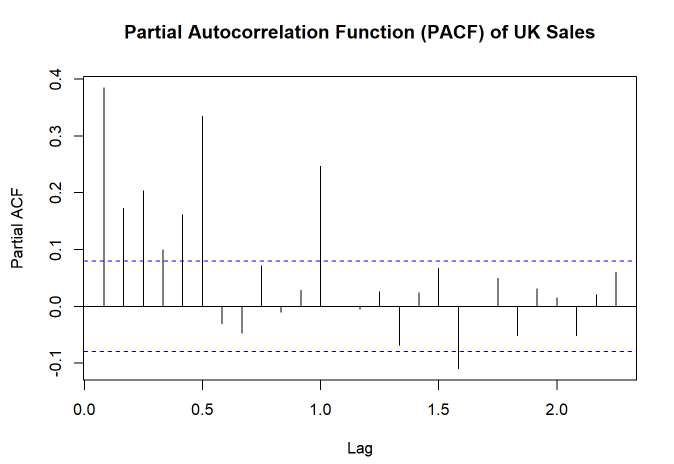 Partial Autocorrelation Function (PACF) of UK Sales
Partial ACF
0.4
0.3
0.2
0.1
0.0
-0.1
0.0 0.5 1.0 1.5 2.0
Lag